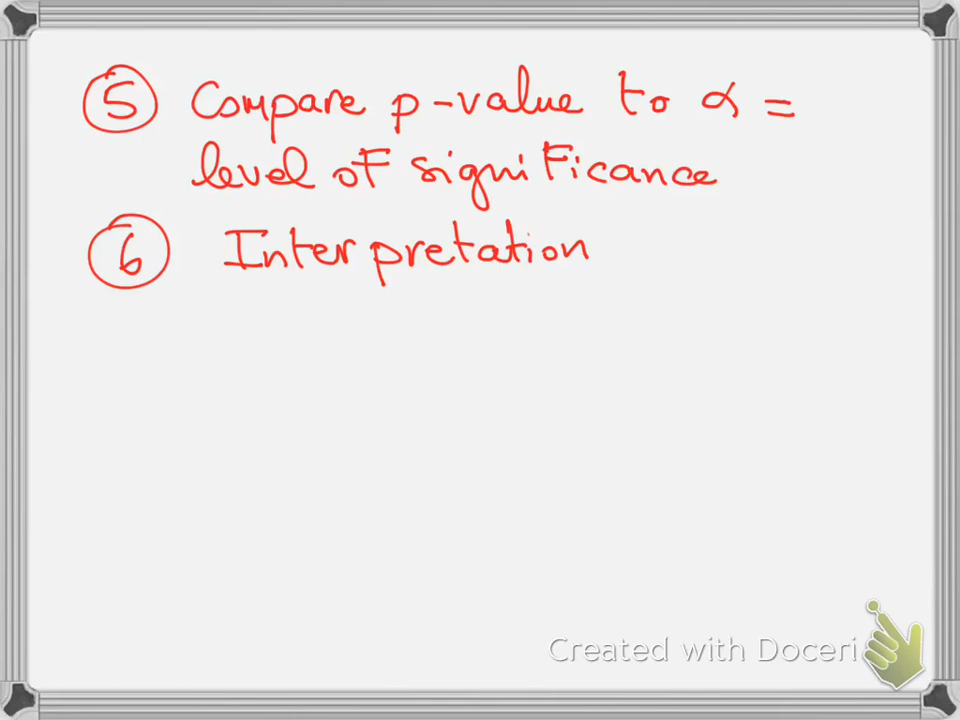 ⑤ Compare p-value to α =
level of significance
⑥ Interpretation
Created with Doceri